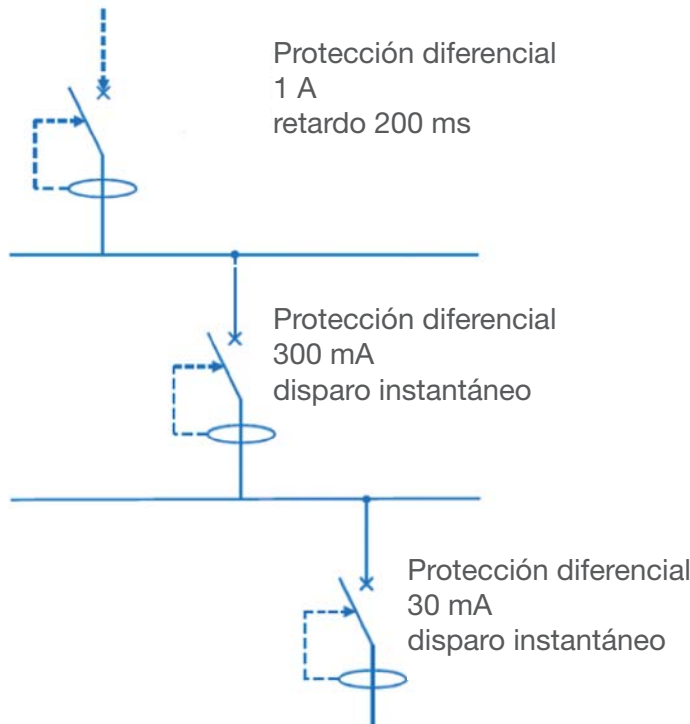 Protección diferencial
1 A
retardo 200 ms
Protección diferencial
300 mA
disparo instantáneo
Protección diferencial
30 mA
disparo instantáneo